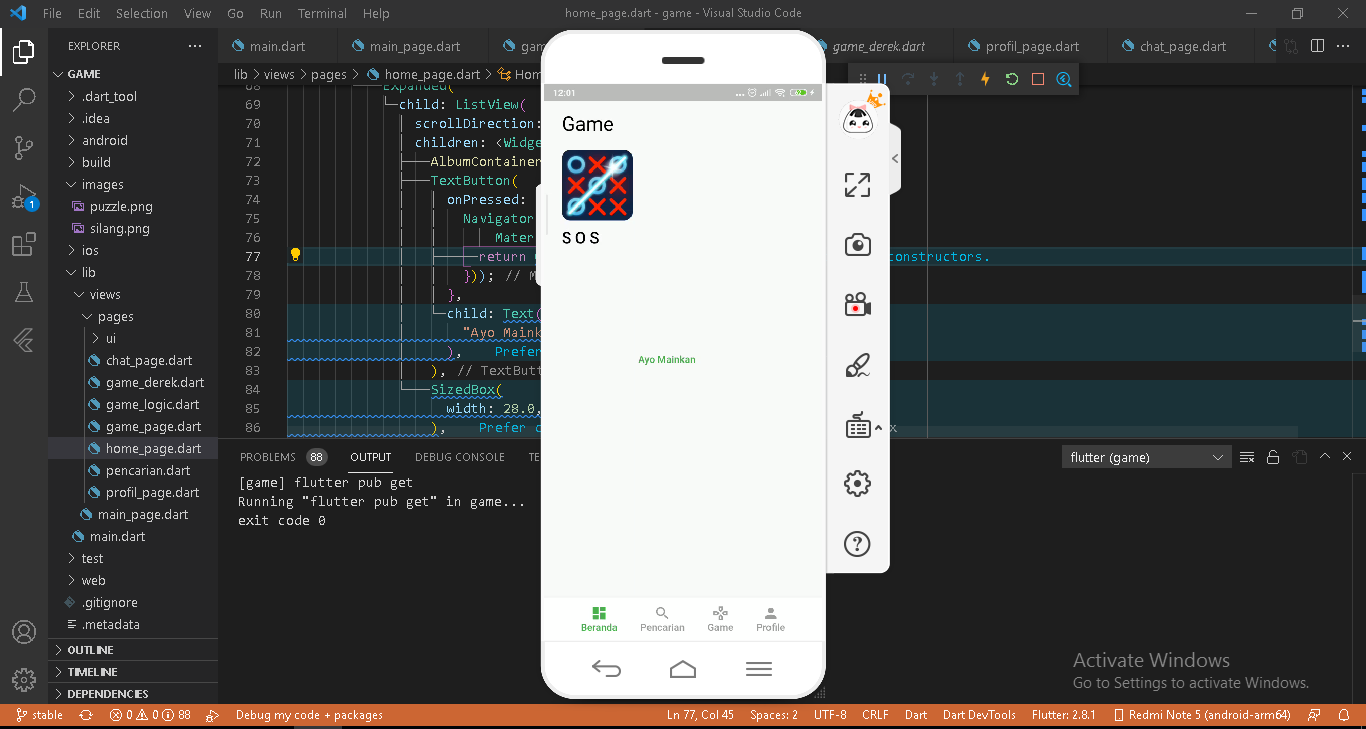 File Edit Selection View Go Run Terminal Help
home_page.dart - game - Visual Studio Code
EXPLORER
GAME
.dart_tool
.idea
android
build
images
puzzle.png
silang.png
ios
lib
views
pages
ui
chat_page.dart
game_derek.dart
game_logic.dart
game_page.dart
home_page.dart
pencarian.dart
profil_page.dart
main_page.dart
main.dart
test
web
.gitignore
.metadata
OUTLINE
TIMELINE
DEPENDENCIES
1
main.dart
main_page.dart
gam
game_derek.dart
profil_page.dart
chat_page.dart
lib > views > pages > home_page.dart > Hom
68 Expanded(
69 child: ListView(
70 scrollDirection:
71 children: <Widge
72 AlbumContainer
73 TextButton(
74 onPressed:
75 Navigator
76 Mater
77 return constructors.
78 })); // M
79 },
80 child: Text(
81 "Ayo Maink
82 ), Prefer
83 ), // TextButt
84 SizedBox(
85 width: 28.0,
86 ), Prefer c x
12:01
Game
S O S
Ayo Mainkan
Beranda
Pencarian
Game
Profile
PROBLEMS 88 OUTPUT DEBUG CONSOLE TE
flutter (game)
[game] flutter pub get
Running "flutter pub get" in game...
exit code 0
Activate Windows
Go to Settings to activate Windows.
stable 0 0 88 Debug my code + packages
Ln 77, Col 45 Spaces: 2 UTF-8 CRLF Dart Dart DevTools Flutter: 2.8.1 Redmi Note 5 (android-arm64)